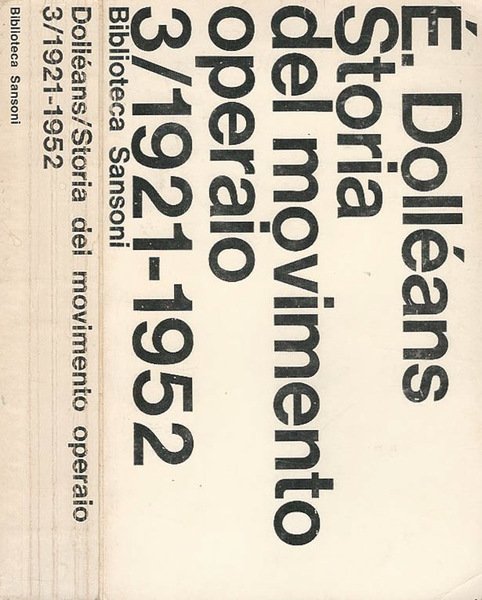 É. Dolléans
Storia
del movimento
operaio
3/1921-1952
Biblioteca Sansoni
Dolléans/Storia del movimento operaio
3/1921-1952
Biblioteca Sansoni